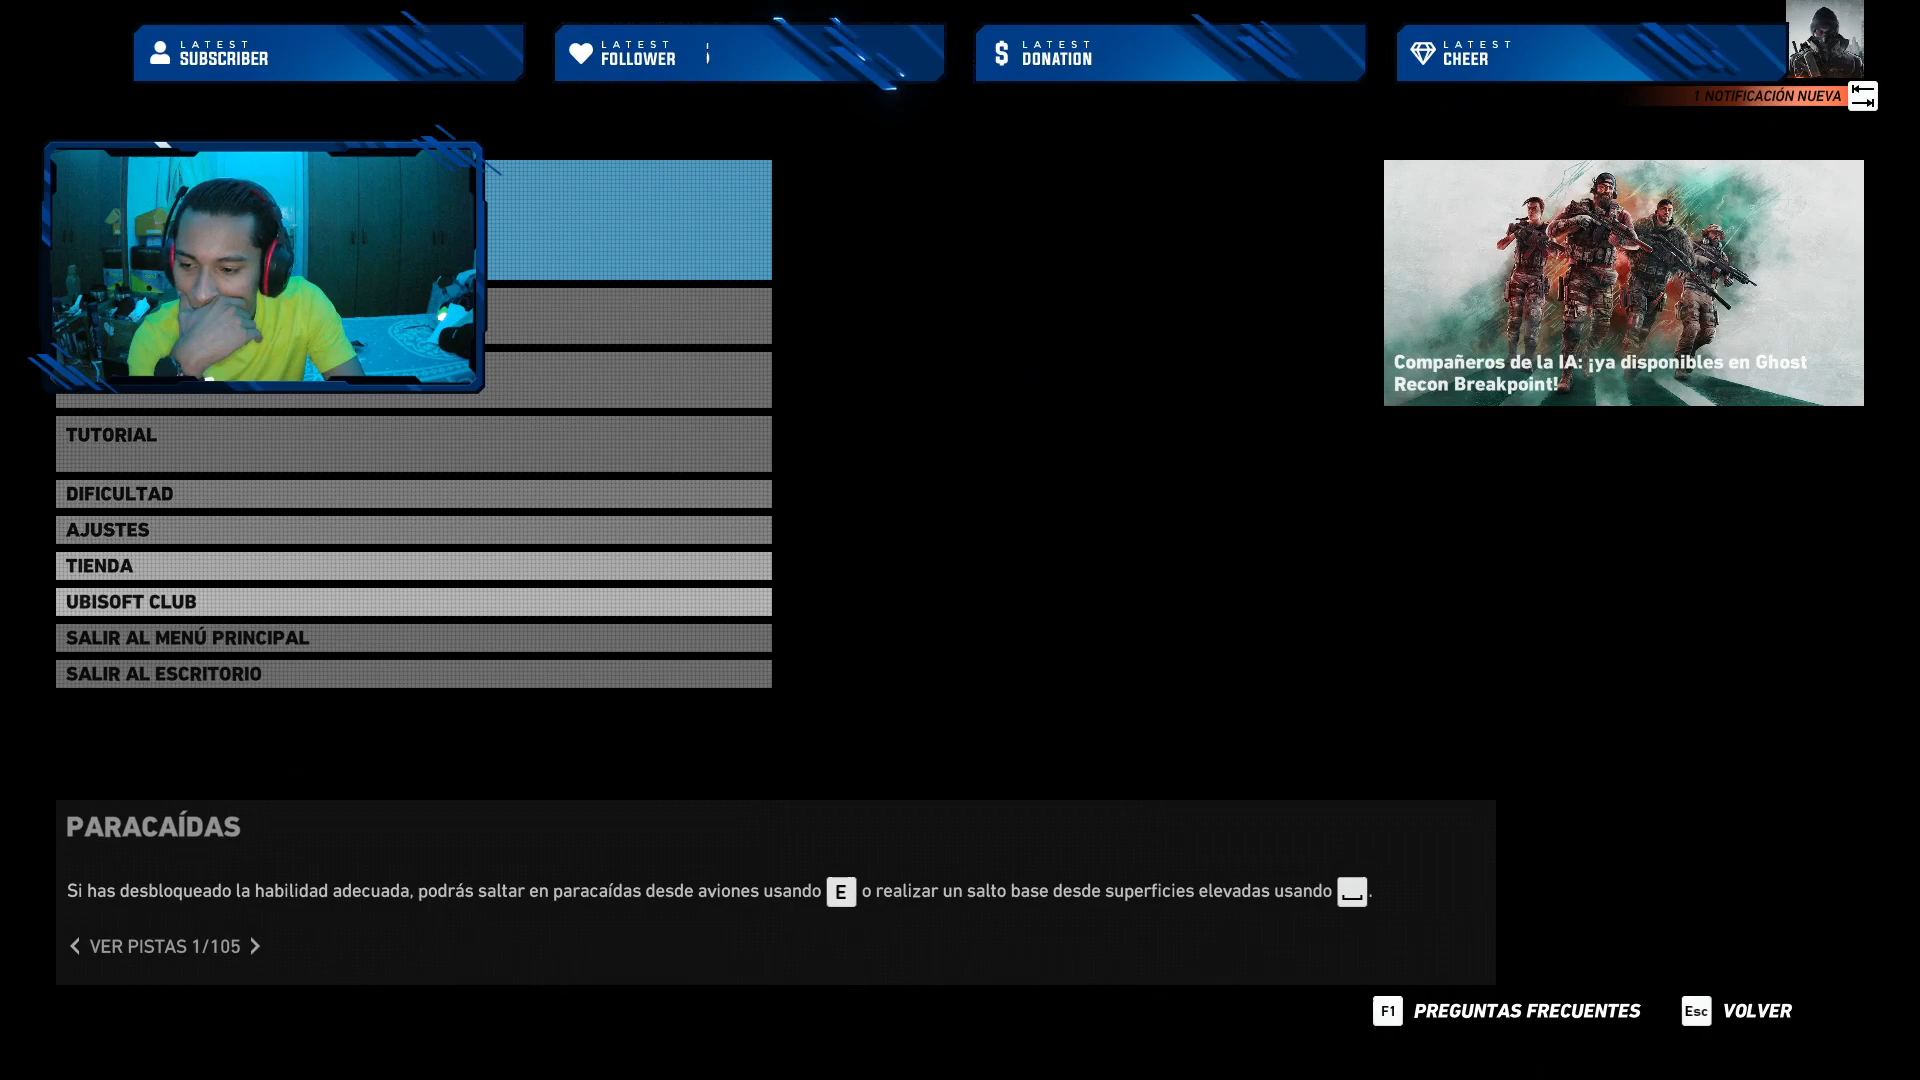 LATEST
SUBSCRIBER
LATEST
FOLLOWER
LATEST
DONATION
LATEST
CHEER
1 NOTIFICACIÓN NUEVA
Compañeros de la IA: ¡ya disponibles en Ghost
Recon Breakpoint!
TUTORIAL
DIFICULTAD
AJUSTES
TIENDA
UBISOFT CLUB
SALIR AL MENÚ PRINCIPAL
SALIR AL ESCRITORIO
PARACAÍDAS
Si has desbloqueado la habilidad adecuada, podrás saltar en paracaídas desde aviones usando E o realizar un salto base desde superficies elevadas usando .
VER PISTAS 1/105
F1 PREGUNTAS FRECUENTES Esc VOLVER